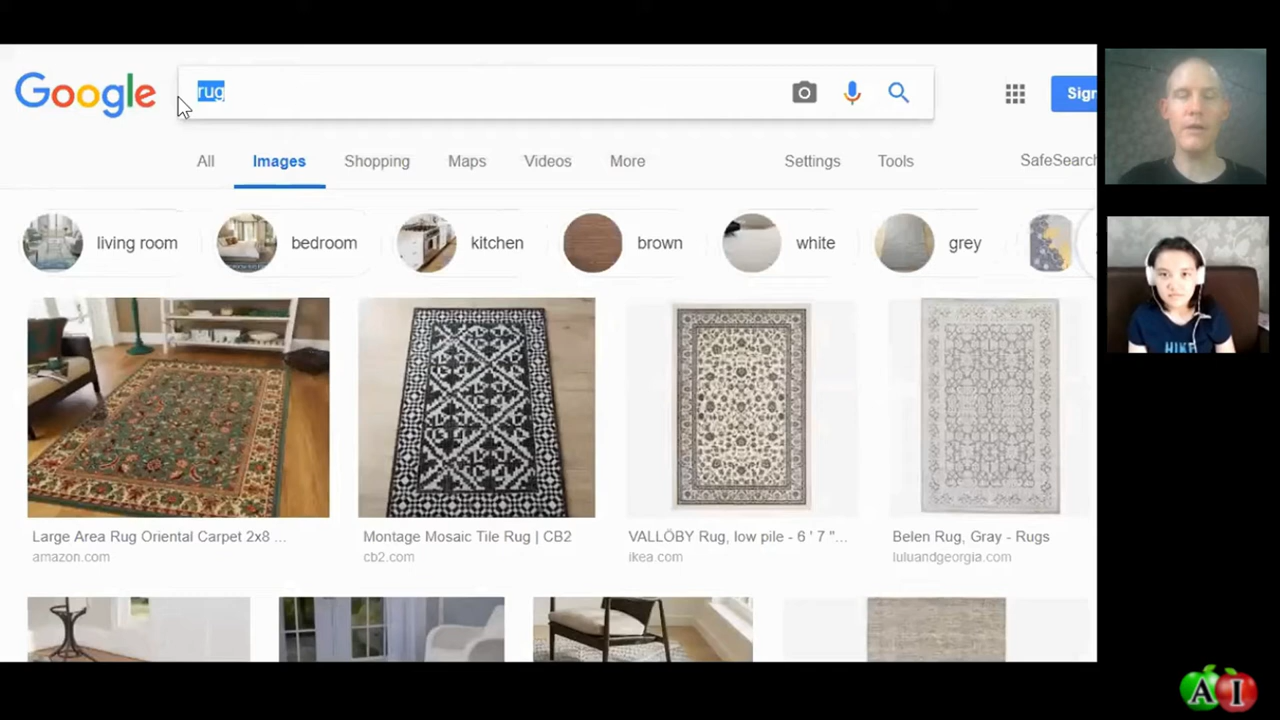 Google
rug
Sign
All Images Shopping Maps Videos More Settings Tools SafeSearch
living room bedroom kitchen brown white grey
Large Area Rug Oriental Carpet 2x8 ... Montage Mosaic Tile Rug | CB2 VALLÖBY Rug, low pile - 6 ' 7 "... Belen Rug, Gray - Rugs
amazon.com cb2.com ikea.com luluandgeorgia.com
HIKE
A I